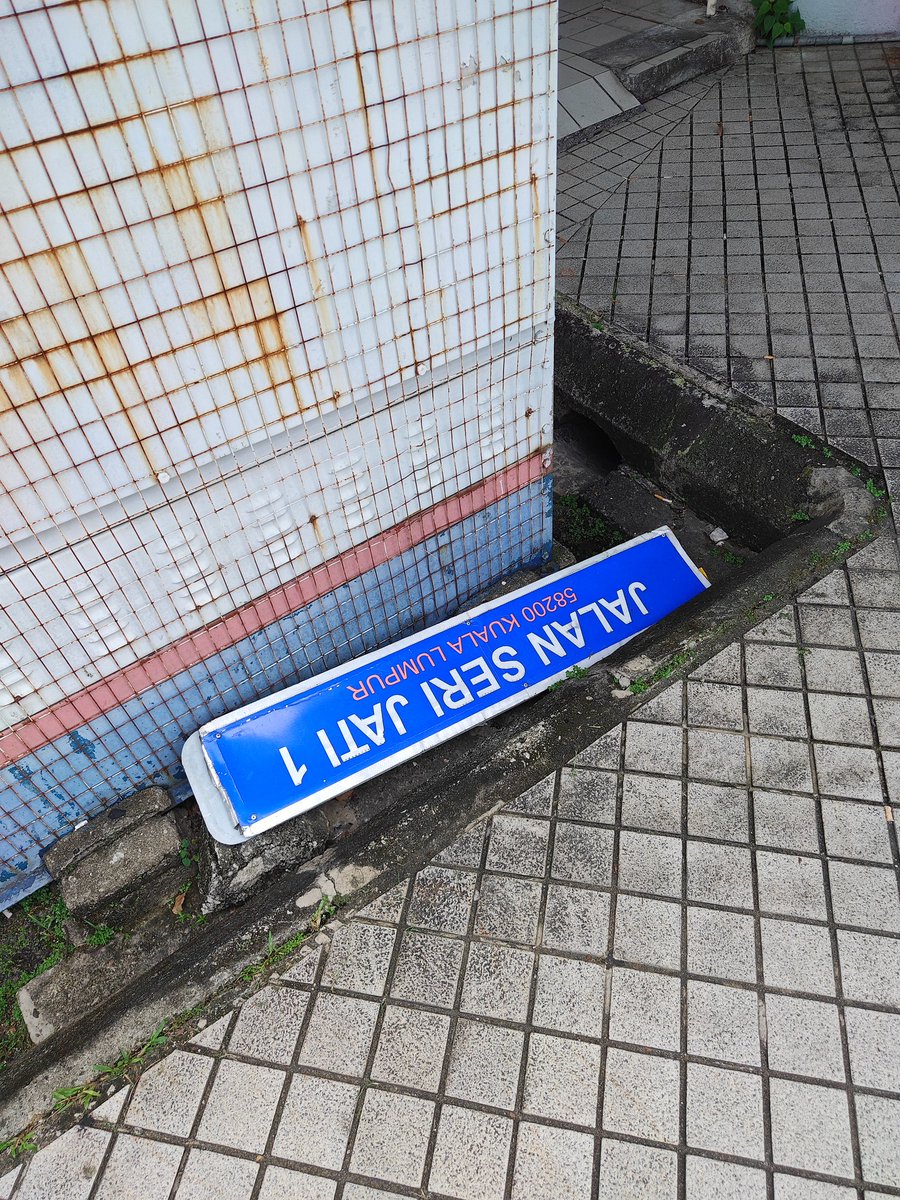 JALAN SERI JATI 1
58200 KUALA LUMPUR